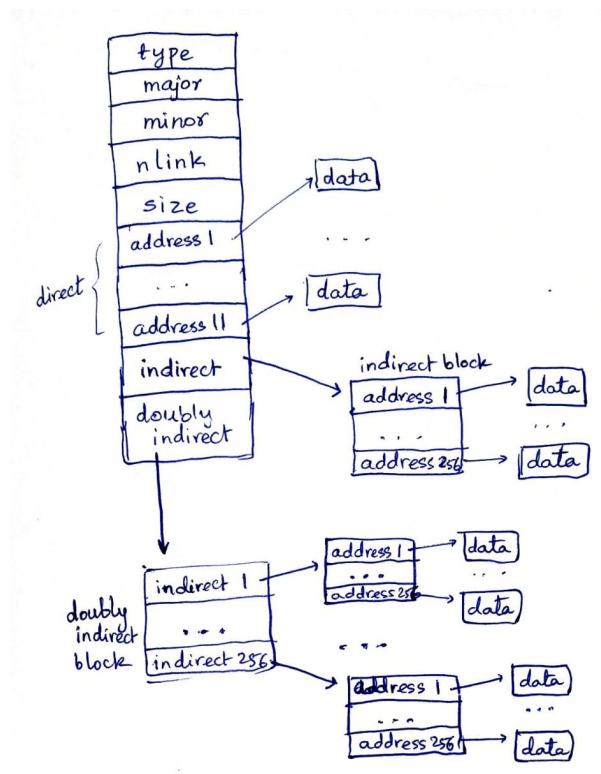 type
major
minor
nlink
size
address 1
data
. . .
direct
. . .
data
address 11
indirect
indirect block
address 1
data
. . .
. . .
address 256
data
doubly
indirect
indirect 1
address 1
data
. . .
. . .
address 256
data
doubly
indirect
block
. . .
indirect 256
. . .
address 1
data
. . .
. . .
address 256
data